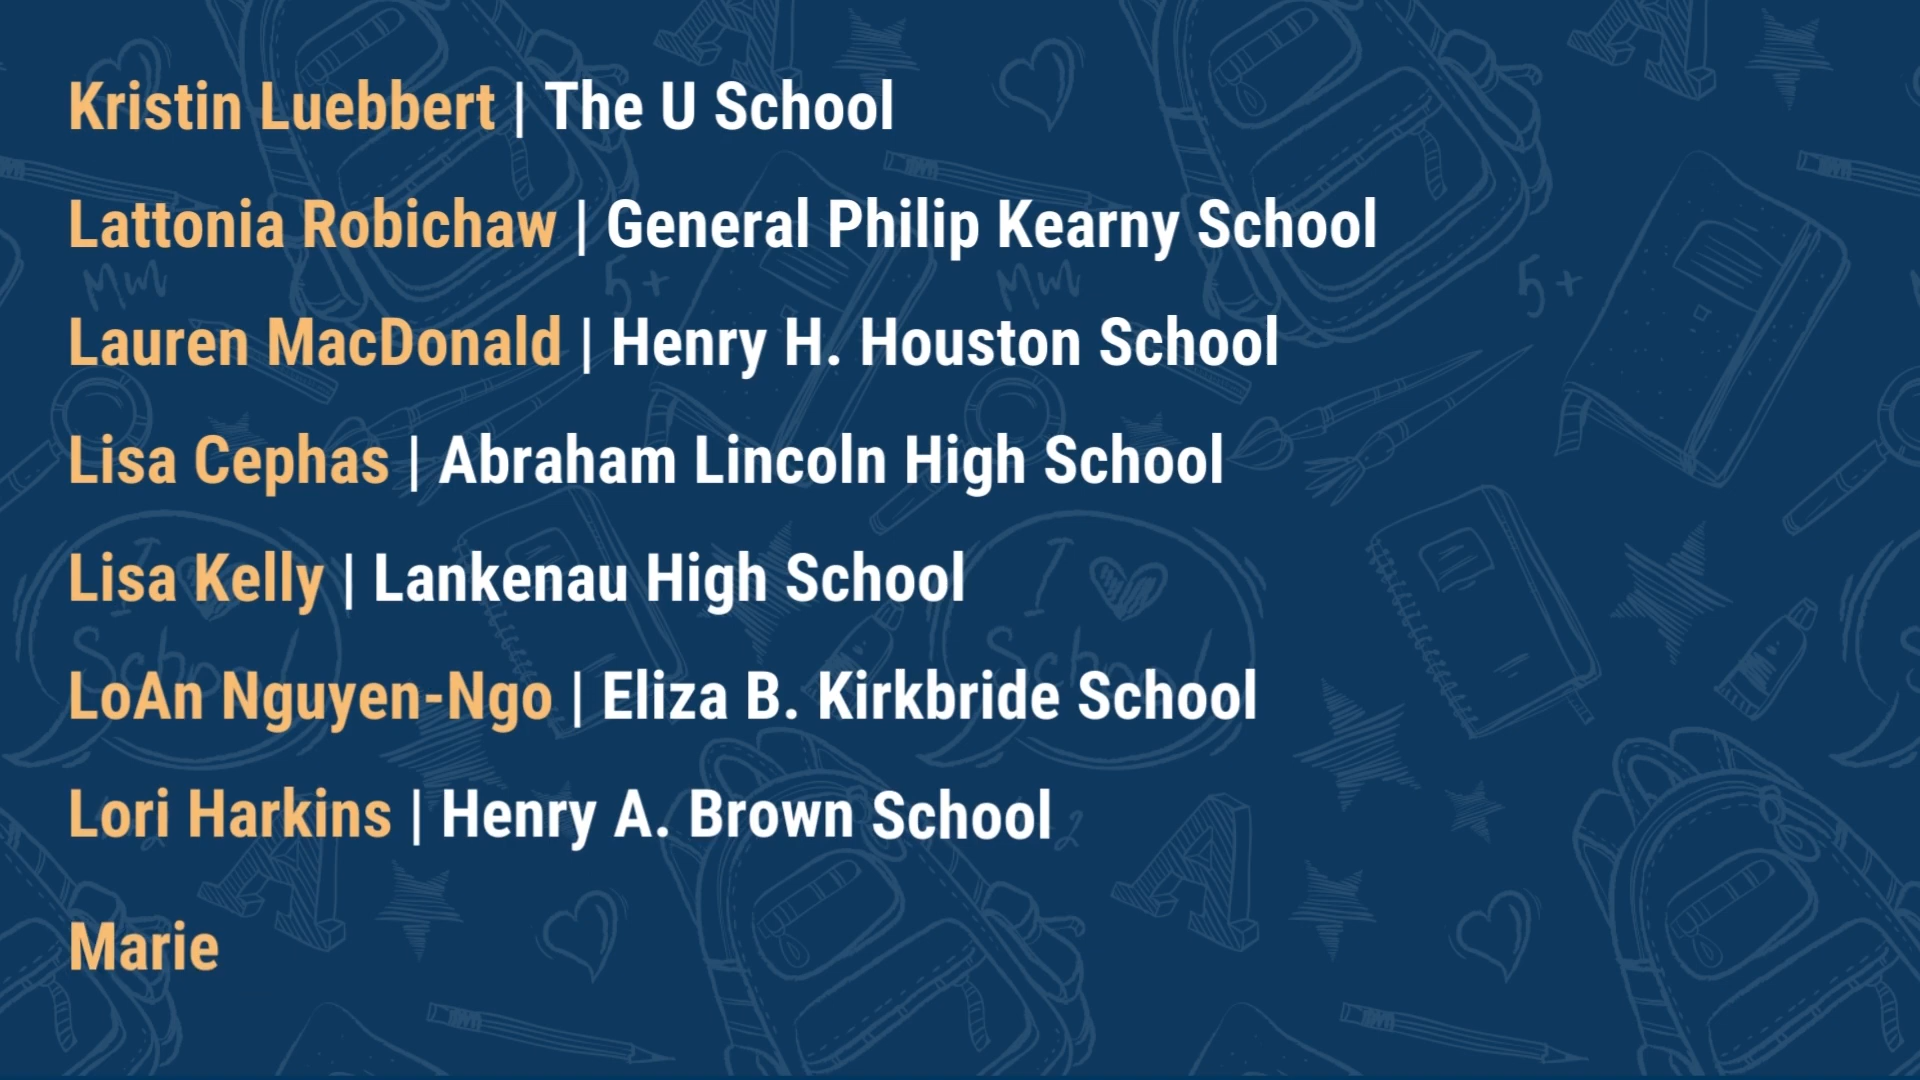 Kristin Luebbert | The U School
Lattonia Robichaw | General Philip Kearny School
Lauren MacDonald | Henry H. Houston School
Lisa Cephas | Abraham Lincoln High School
Lisa Kelly | Lankenau High School
LoAn Nguyen-Ngo | Eliza B. Kirkbride School
Lori Harkins | Henry A. Brown School
Marie